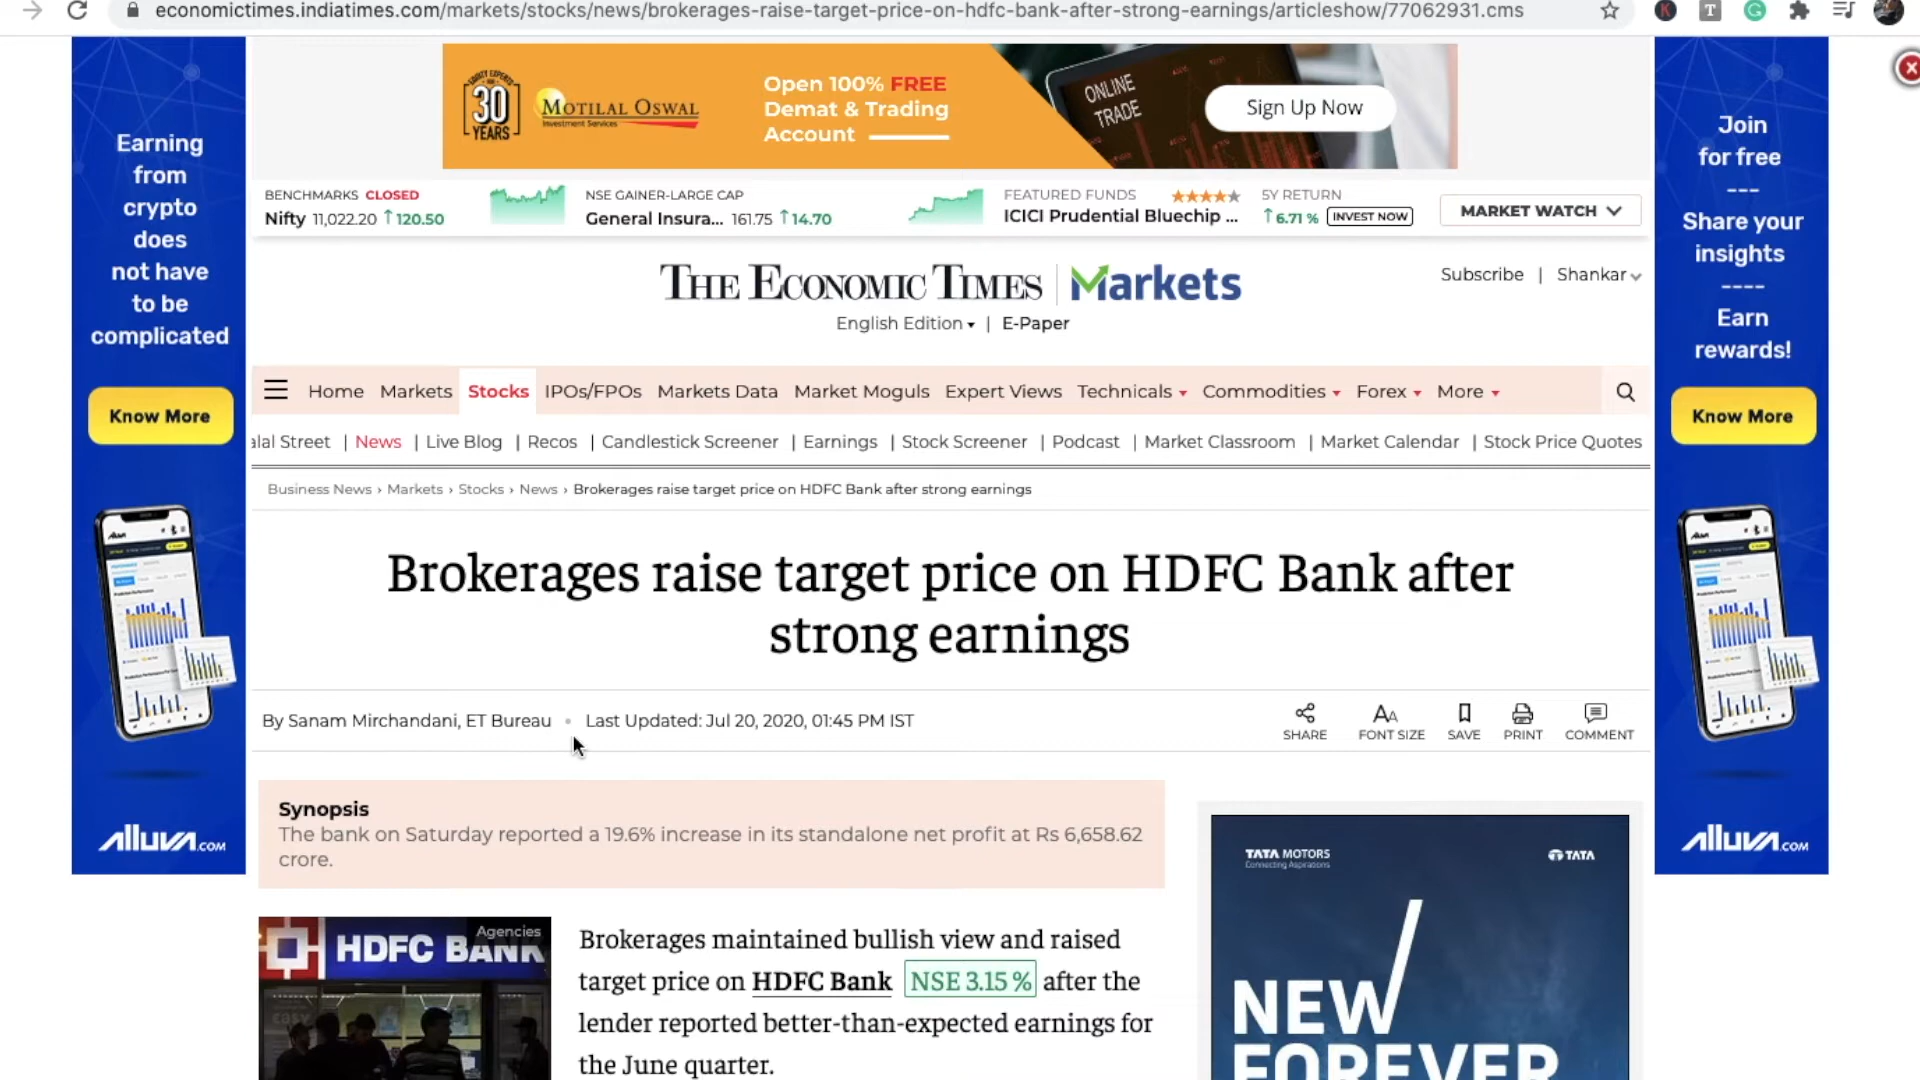 economictimes.indiatimes.com/markets/stocks/news/brokerages-raise-target-price-on-hdfc-bank-after-strong-earnings/articleshow/77062931.cms
EQUITY EXPERTS
30
YEARS
MOTILAL OSWAL
Investment Services
Open 100% FREE
Demat & Trading
Account
ONLINE
TRADE
Sign Up Now
Earning
from
crypto
does
not have
to be
complicated
Know More
alluva.COM
BENCHMARKS CLOSED
Nifty 11,022.20 ↑120.50
NSE GAINER-LARGE CAP
General Insura... 161.75 ↑14.70
FEATURED FUNDS
ICICI Prudential Bluechip ...
★★★★★ 5Y RETURN
↑6.71 % INVEST NOW
MARKET WATCH
THE ECONOMIC TIMES | Markets
English Edition ▾ | E-Paper
Subscribe | Shankar
Home Markets Stocks IPOs/FPOs Markets Data Market Moguls Expert Views Technicals Commodities Forex More
alal Street | News | Live Blog | Recos | Candlestick Screener | Earnings | Stock Screener | Podcast | Market Classroom | Market Calendar | Stock Price Quotes
Business News › Markets › Stocks › News › Brokerages raise target price on HDFC Bank after strong earnings
Brokerages raise target price on HDFC Bank after
strong earnings
By Sanam Mirchandani, ET Bureau • Last Updated: Jul 20, 2020, 01:45 PM IST
SHARE FONT SIZE SAVE PRINT COMMENT
Synopsis
The bank on Saturday reported a 19.6% increase in its standalone net profit at Rs 6,658.62
crore.
Agencies
HDFC BANK
Brokerages maintained bullish view and raised
target price on HDFC Bank NSE 3.15 % after the
lender reported better-than-expected earnings for
the June quarter.
TATA MOTORS
Connecting Aspirations
TATA
NEW
FOREVER
Join
for free
---
Share your
insights
----
Earn
rewards!
Know More
alluva.COM